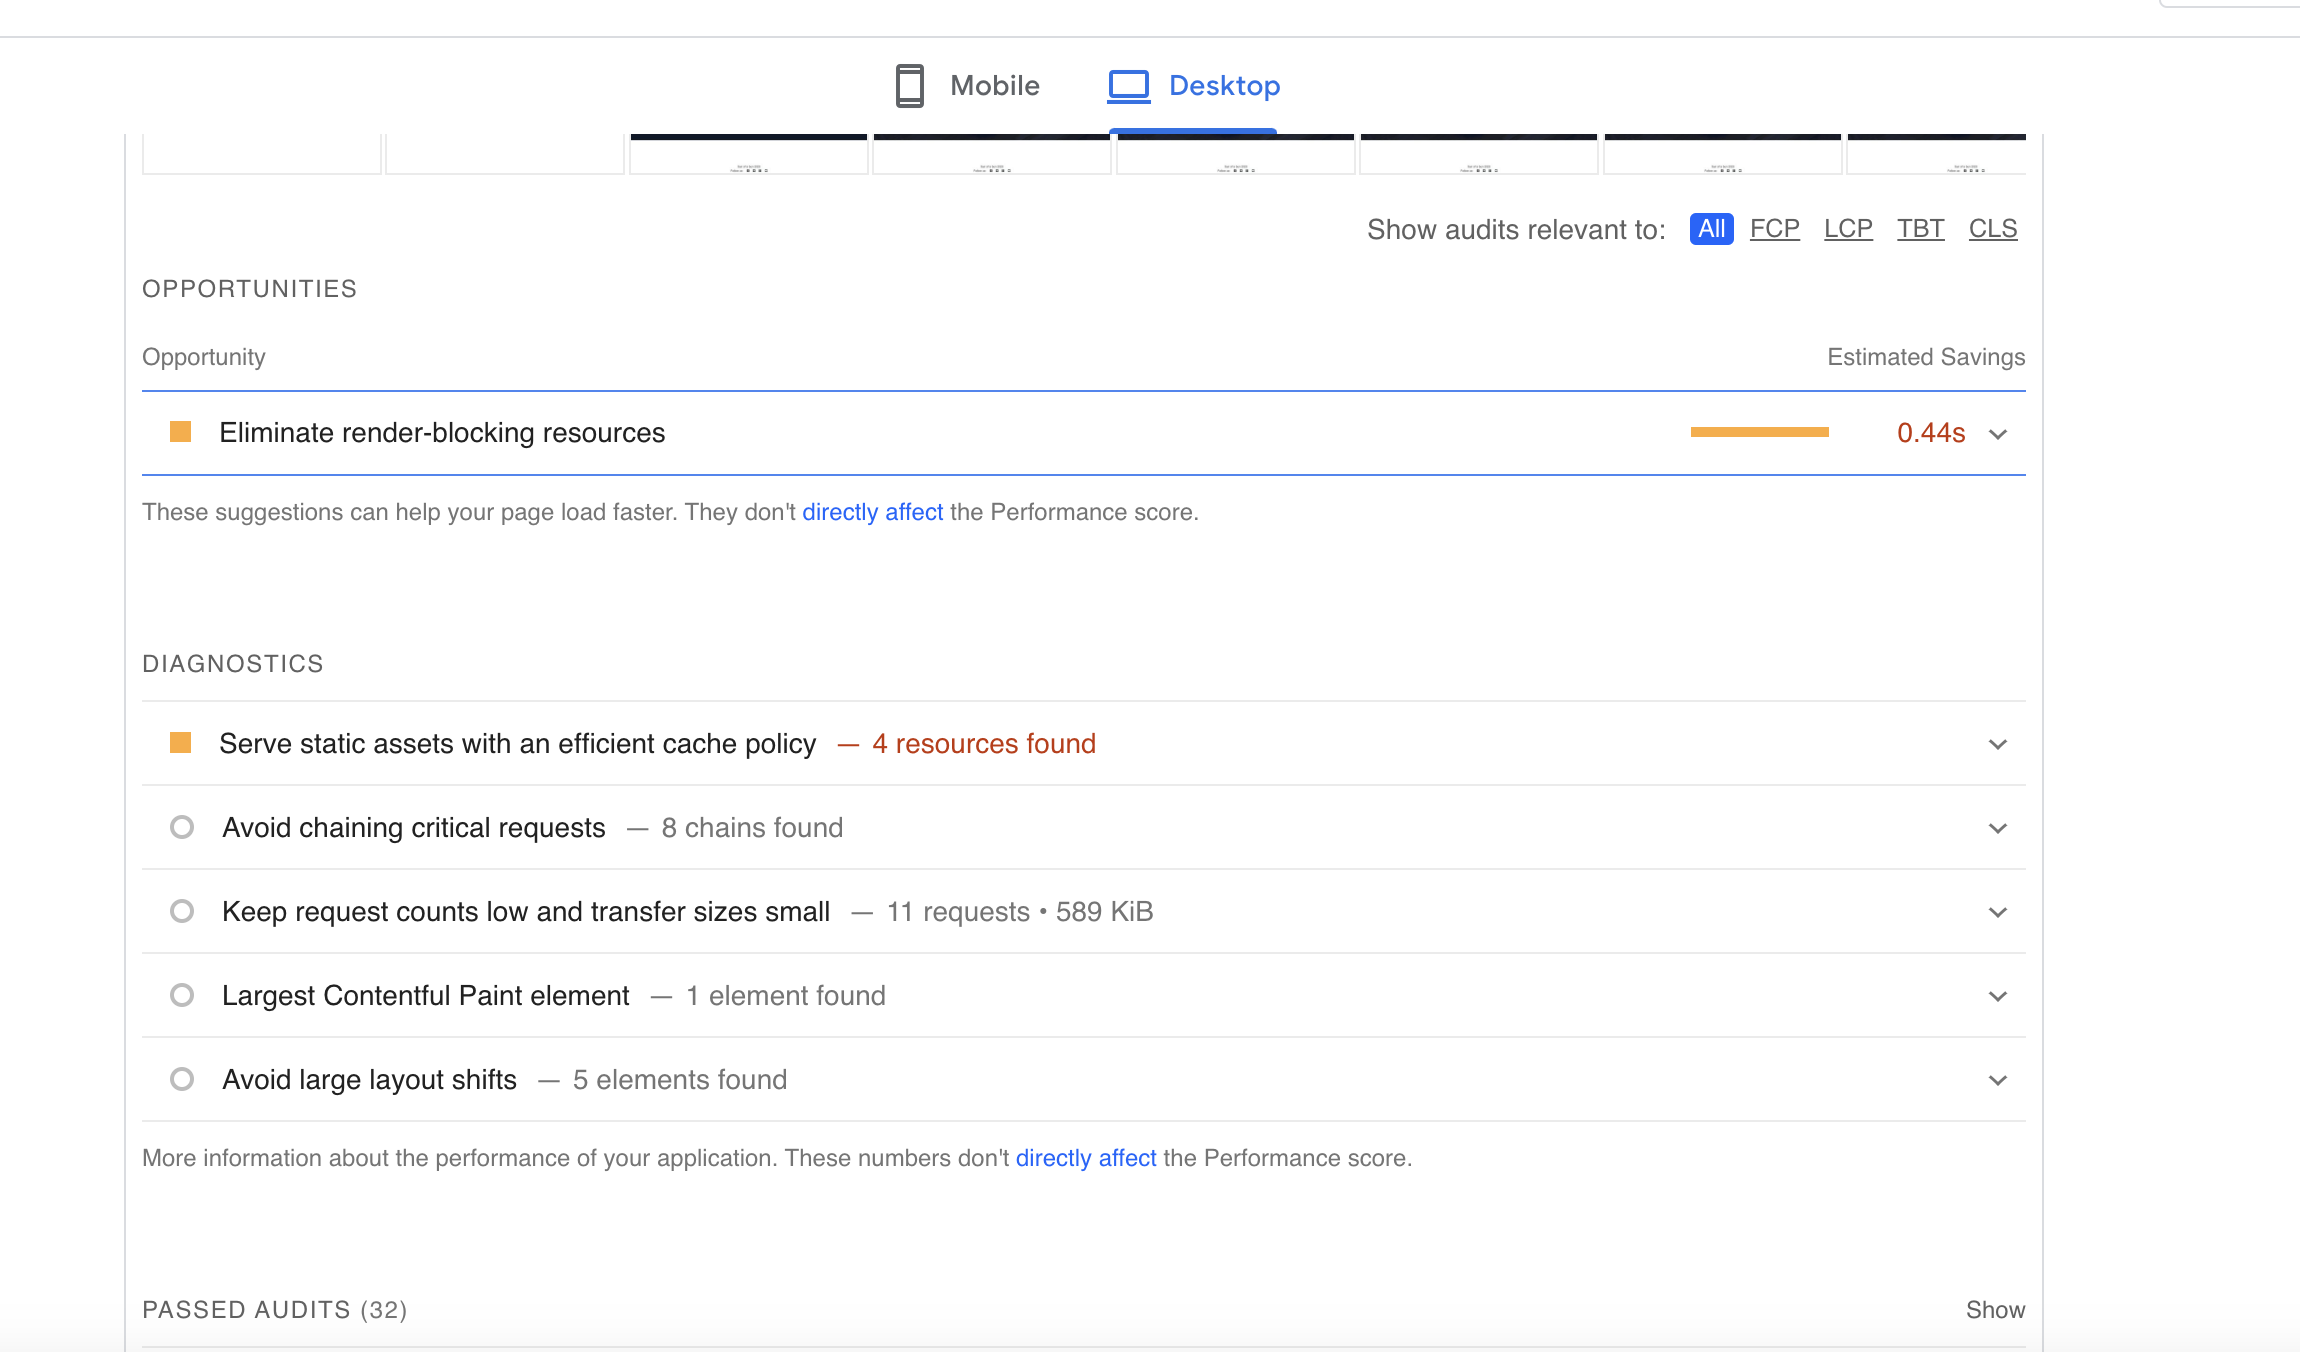 Mobile
Desktop
Show audits relevant to: All FCP LCP TBT CLS
OPPORTUNITIES
Opportunity Estimated Savings
Eliminate render-blocking resources 0.44s
These suggestions can help your page load faster. They don't directly affect the Performance score.
DIAGNOSTICS
Serve static assets with an efficient cache policy — 4 resources found
Avoid chaining critical requests — 8 chains found
Keep request counts low and transfer sizes small — 11 requests • 589 KiB
Largest Contentful Paint element — 1 element found
Avoid large layout shifts — 5 elements found
More information about the performance of your application. These numbers don't directly affect the Performance score.
PASSED AUDITS (32) Show